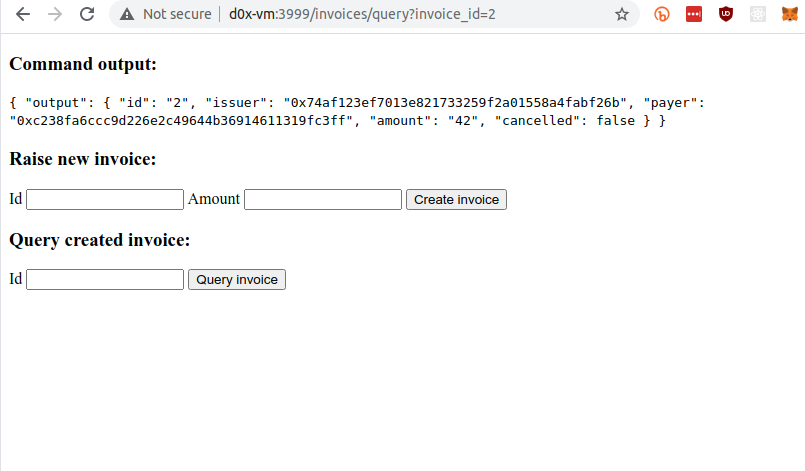 Not secure | d0x-vm:3999/invoices/query?invoice_id=2
Command output:
{ "output": { "id": "2", "issuer": "0x74af123ef7013e821733259f2a01558a4fabf26b", "payer":
"0xc238fa6ccc9d226e2c49644b36914611319fc3ff", "amount": "42", "cancelled": false } }
Raise new invoice:
Id Amount Create invoice
Query created invoice:
Id Query invoice